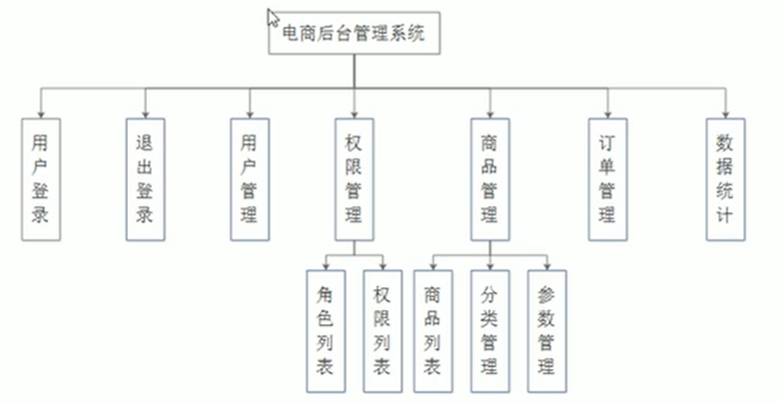 电商后台管理系统
用户登录
退出登录
用户管理
权限管理
商品管理
订单管理
数据统计
角色列表
权限列表
商品列表
分类管理
参数管理